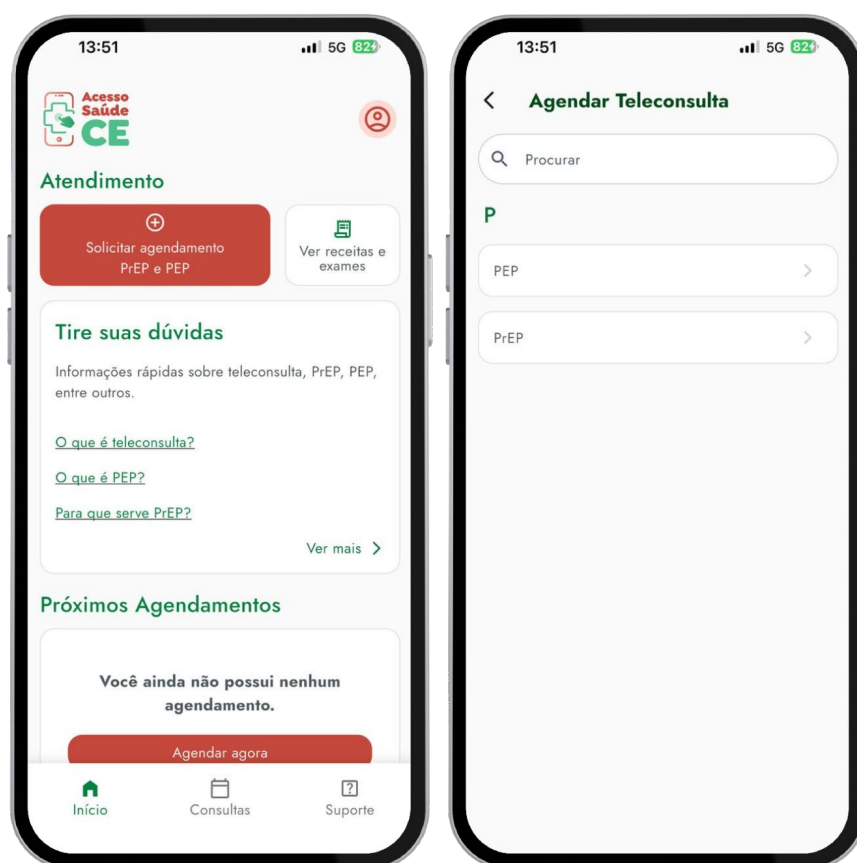 13:51
5G 82
Acesso
Saúde
CE
Atendimento
Solicitar agendamento
PrEP e PEP
Ver receitas e
exames
Tire suas dúvidas
Informações rápidas sobre teleconsulta, PrEP, PEP,
entre outros.
O que é teleconsulta?
O que é PEP?
Para que serve PrEP?
Ver mais
Próximos Agendamentos
Você ainda não possui nenhum
agendamento.
Agendar agora
Início
Consultas
Suporte
13:51
5G 82
Agendar Teleconsulta
Procurar
P
PEP
PrEP